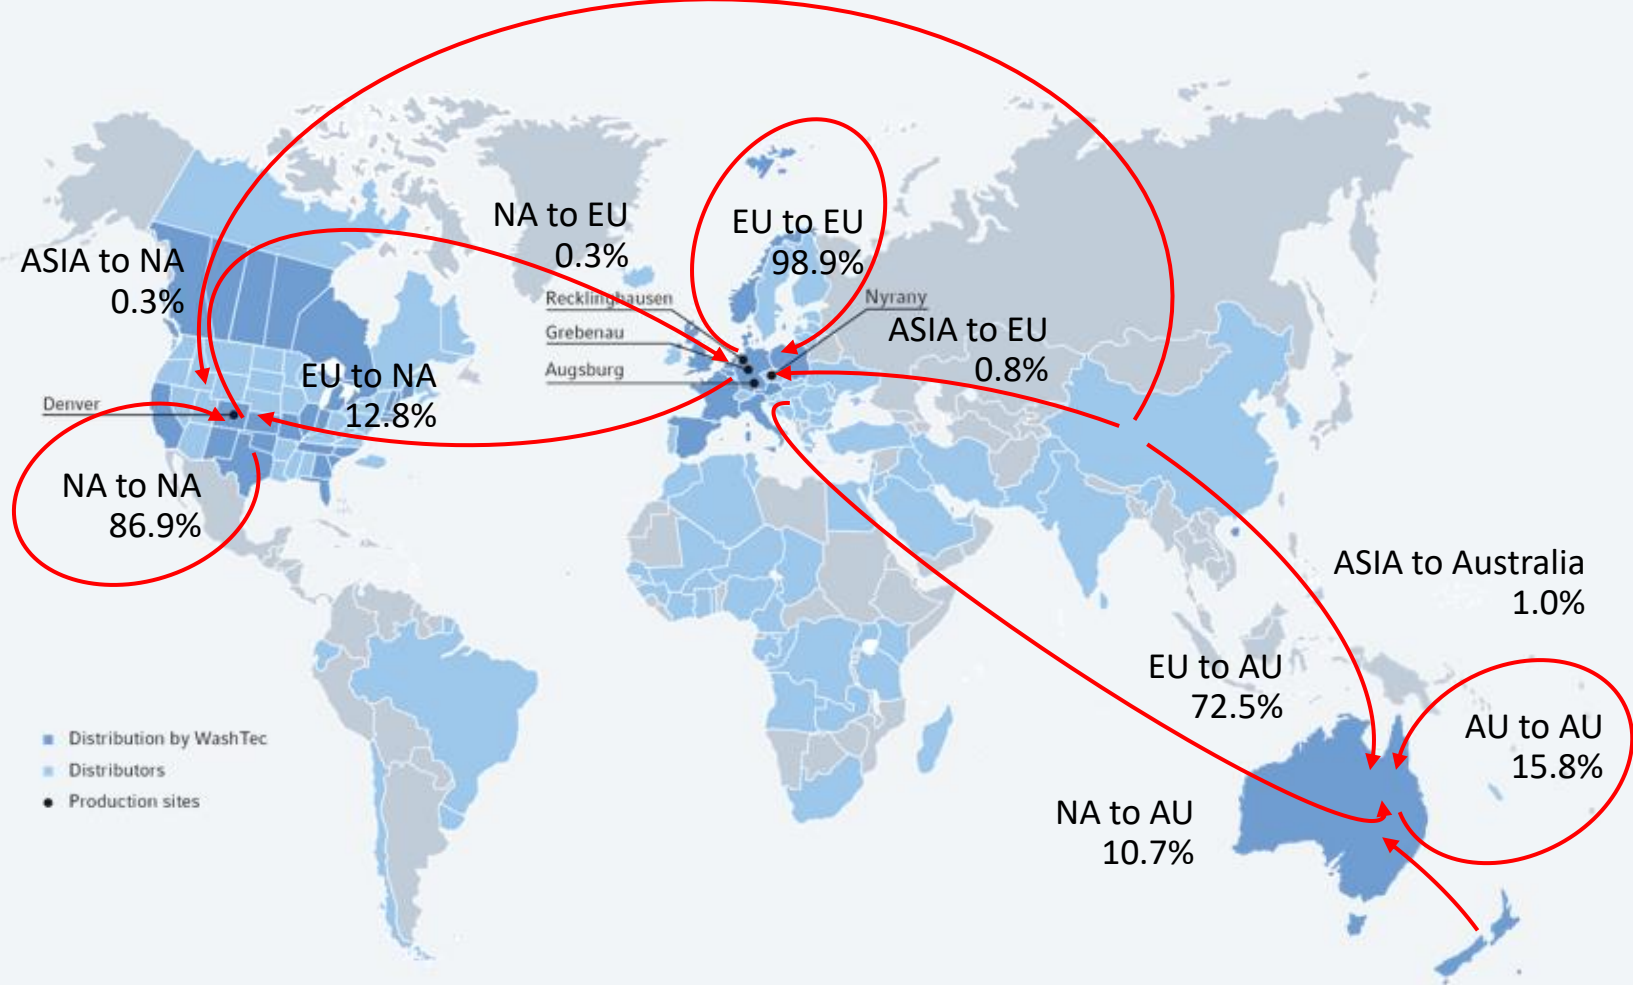 NA to EU
0.3%
EU to EU
98.9%
ASIA to NA
0.3%
Recklinghausen
Nyrany
Grebenau
ASIA to EU
0.8%
Augsburg
EU to NA
12.8%
Denver
NA to NA
86.9%
ASIA to Australia
1.0%
EU to AU
72.5%
AU to AU
15.8%
Distribution by WashTec
Distributors
Production sites
NA to AU
10.7%